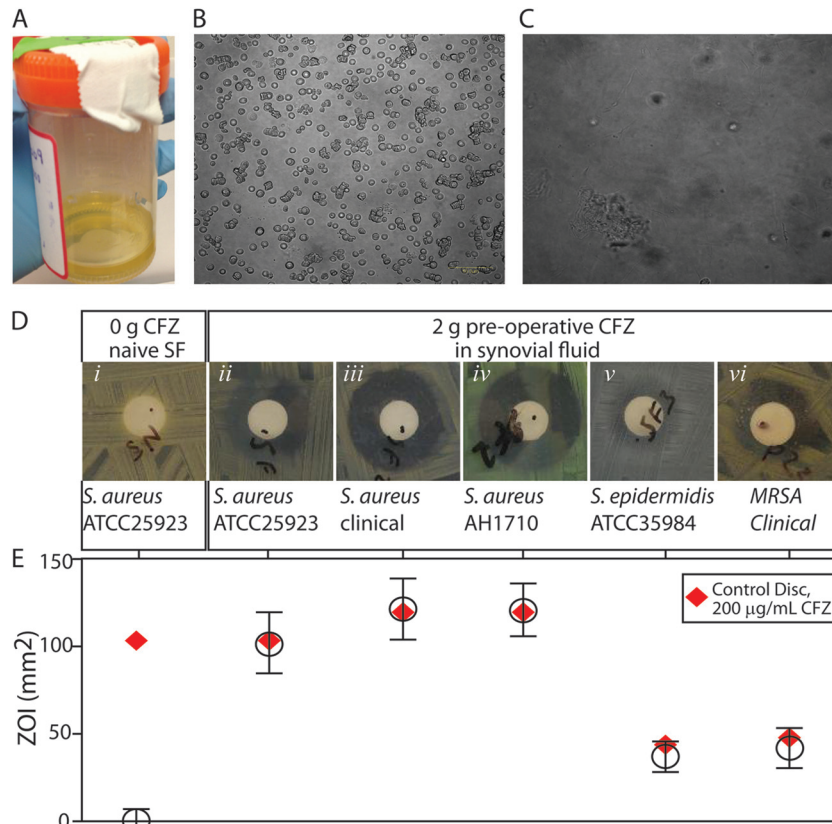 A
B
C
D
0 g CFZ
naive SF
2 g pre-operative CFZ
in synovial fluid
i
ii
iii
iv
v
vi
SN
SF3
S. aureus
ATCC25923
S. aureus
ATCC25923
S. aureus
clinical
S. aureus
AH1710
S. epidermidis
ATCC35984
MRSA
Clinical
E
150
100
50
0
ZOI (mm2)
Control Disc,
200 μg/mL CFZ